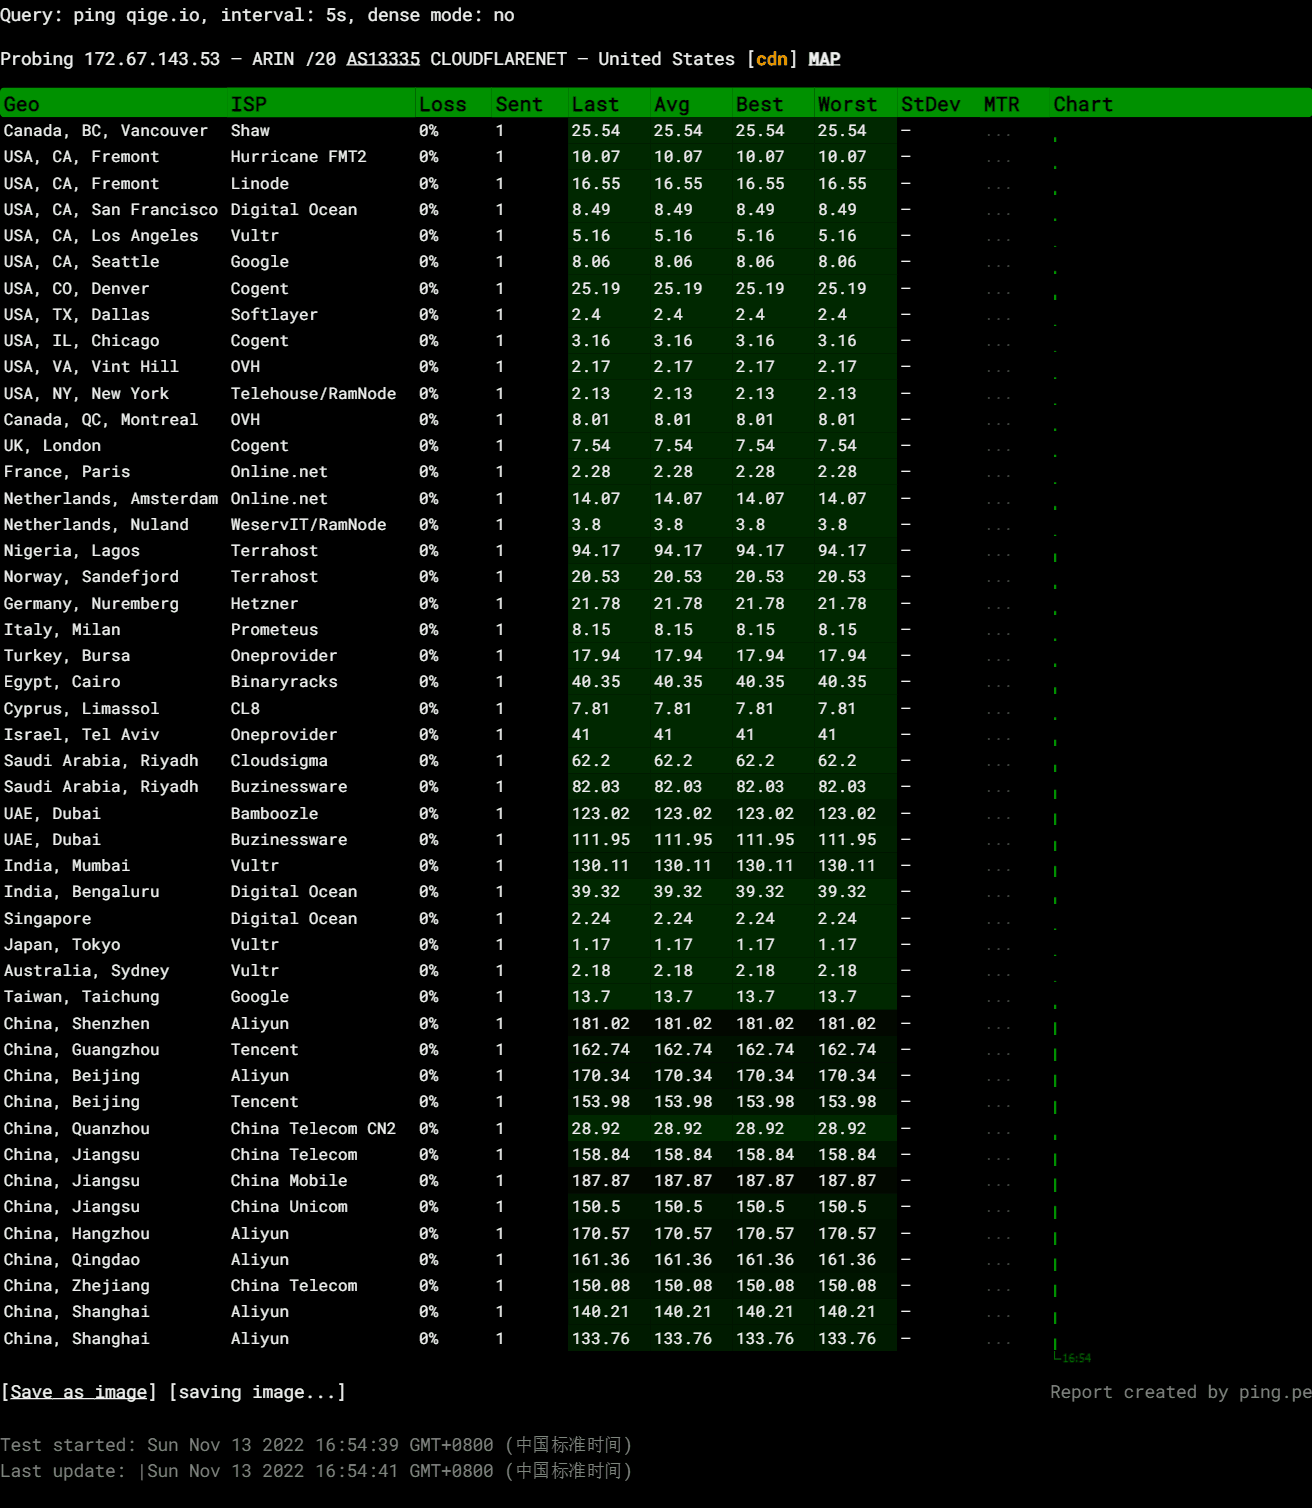 Query: ping qige.io, interval: 5s, dense mode: no
Probing 172.67.143.53 — ARIN /20 AS13335 CLOUDFLARENET — United States [cdn] MAP
Geo ISP Loss Sent Last Avg Best Worst StDev MTR Chart
Canada, BC, Vancouver Shaw 0% 1 25.54 25.54 25.54 25.54 — ...
USA, CA, Fremont Hurricane FMT2 0% 1 10.07 10.07 10.07 10.07 — ...
USA, CA, Fremont Linode 0% 1 16.55 16.55 16.55 16.55 — ...
USA, CA, San Francisco Digital Ocean 0% 1 8.49 8.49 8.49 8.49 — ...
USA, CA, Los Angeles Vultr 0% 1 5.16 5.16 5.16 5.16 — ...
USA, CA, Seattle Google 0% 1 8.06 8.06 8.06 8.06 — ...
USA, CO, Denver Cogent 0% 1 25.19 25.19 25.19 25.19 — ...
USA, TX, Dallas Softlayer 0% 1 2.4 2.4 2.4 2.4 — ...
USA, IL, Chicago Cogent 0% 1 3.16 3.16 3.16 3.16 — ...
USA, VA, Vint Hill OVH 0% 1 2.17 2.17 2.17 2.17 — ...
USA, NY, New York Telehouse/RamNode 0% 1 2.13 2.13 2.13 2.13 — ...
Canada, QC, Montreal OVH 0% 1 8.01 8.01 8.01 8.01 — ...
UK, London Cogent 0% 1 7.54 7.54 7.54 7.54 — ...
France, Paris Online.net 0% 1 2.28 2.28 2.28 2.28 — ...
Netherlands, Amsterdam Online.net 0% 1 14.07 14.07 14.07 14.07 — ...
Netherlands, Nuland WeservIT/RamNode 0% 1 3.8 3.8 3.8 3.8 — ...
Nigeria, Lagos Terrahost 0% 1 94.17 94.17 94.17 94.17 — ...
Norway, Sandefjord Terrahost 0% 1 20.53 20.53 20.53 20.53 — ...
Germany, Nuremberg Hetzner 0% 1 21.78 21.78 21.78 21.78 — ...
Italy, Milan Prometeus 0% 1 8.15 8.15 8.15 8.15 — ...
Turkey, Bursa Oneprovider 0% 1 17.94 17.94 17.94 17.94 — ...
Egypt, Cairo Binaryracks 0% 1 40.35 40.35 40.35 40.35 — ...
Cyprus, Limassol CL8 0% 1 7.81 7.81 7.81 7.81 — ...
Israel, Tel Aviv Oneprovider 0% 1 41 41 41 41 — ...
Saudi Arabia, Riyadh Cloudsigma 0% 1 62.2 62.2 62.2 62.2 — ...
Saudi Arabia, Riyadh Buzinessware 0% 1 82.03 82.03 82.03 82.03 — ...
UAE, Dubai Bamboozle 0% 1 123.02 123.02 123.02 123.02 — ...
UAE, Dubai Buzinessware 0% 1 111.95 111.95 111.95 111.95 — ...
India, Mumbai Vultr 0% 1 130.11 130.11 130.11 130.11 — ...
India, Bengaluru Digital Ocean 0% 1 39.32 39.32 39.32 39.32 — ...
Singapore Digital Ocean 0% 1 2.24 2.24 2.24 2.24 — ...
Japan, Tokyo Vultr 0% 1 1.17 1.17 1.17 1.17 — ...
Australia, Sydney Vultr 0% 1 2.18 2.18 2.18 2.18 — ...
Taiwan, Taichung Google 0% 1 13.7 13.7 13.7 13.7 — ...
China, Shenzhen Aliyun 0% 1 181.02 181.02 181.02 181.02 — ...
China, Guangzhou Tencent 0% 1 162.74 162.74 162.74 162.74 — ...
China, Beijing Aliyun 0% 1 170.34 170.34 170.34 170.34 — ...
China, Beijing Tencent 0% 1 153.98 153.98 153.98 153.98 — ...
China, Quanzhou China Telecom CN2 0% 1 28.92 28.92 28.92 28.92 — ...
China, Jiangsu China Telecom 0% 1 158.84 158.84 158.84 158.84 — ...
China, Jiangsu China Mobile 0% 1 187.87 187.87 187.87 187.87 — ...
China, Jiangsu China Unicom 0% 1 150.5 150.5 150.5 150.5 — ...
China, Hangzhou Aliyun 0% 1 170.57 170.57 170.57 170.57 — ...
China, Qingdao Aliyun 0% 1 161.36 161.36 161.36 161.36 — ...
China, Zhejiang China Telecom 0% 1 150.08 150.08 150.08 150.08 — ...
China, Shanghai Aliyun 0% 1 140.21 140.21 140.21 140.21 — ...
China, Shanghai Aliyun 0% 1 133.76 133.76 133.76 133.76 — ...
16:54
[Save as image] [saving image...] Report created by ping.pe
Test started: Sun Nov 13 2022 16:54:39 GMT+0800 (中国标准时间)
Last update: |Sun Nov 13 2022 16:54:41 GMT+0800 (中国标准时间)